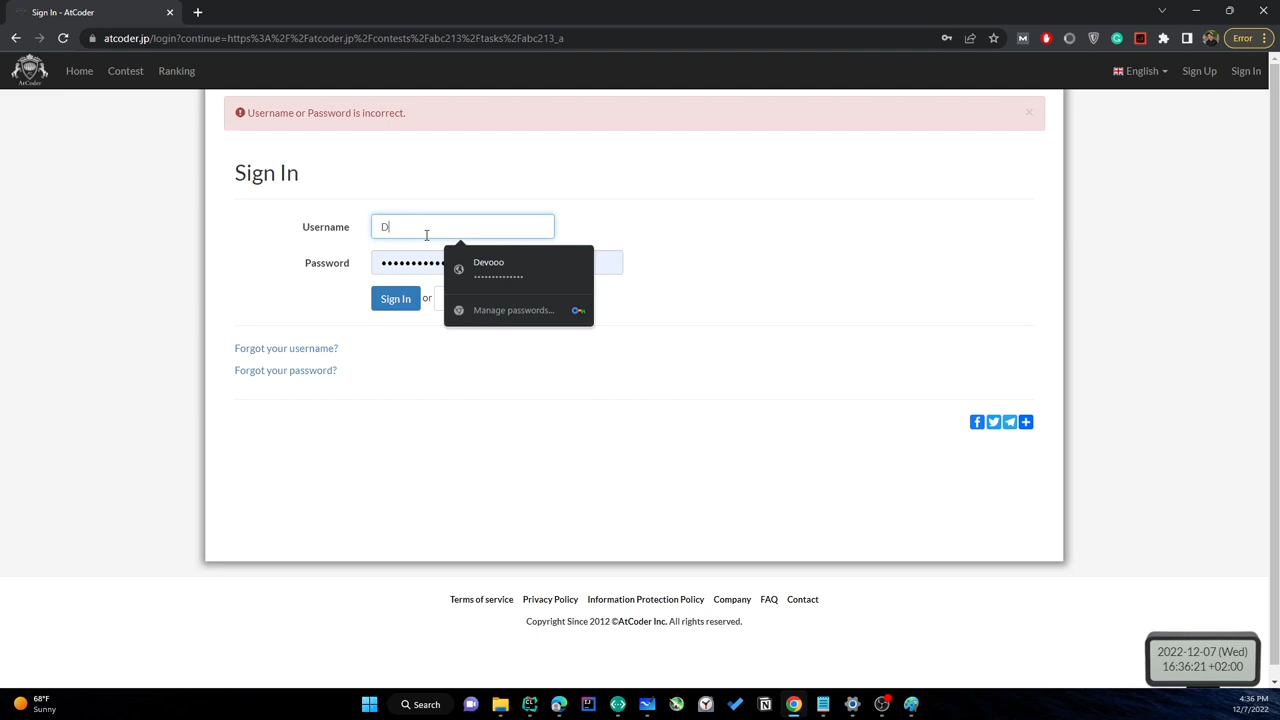 Sign In - AtCoder
atcoder.jp/login?continue=https%3A%2F%2Fatcoder.jp%2Fcontests%2Fabc213%2Ftasks%2Fabc213_a
Error
AtCoder
Home
Contest
Ranking
English
Sign Up
Sign In
Username or Password is incorrect.
Sign In
Username
D
Devooo
Password
Manage passwords...
Sign In or
Forgot your username?
Forgot your password?
Terms of service
Privacy Policy
Information Protection Policy
Company
FAQ
Contact
Copyright Since 2012 ©AtCoder Inc. All rights reserved.
2022-12-07 (Wed)
16:36:21 +02:00
68°F
Sunny
Search
4:36 PM
12/7/2022